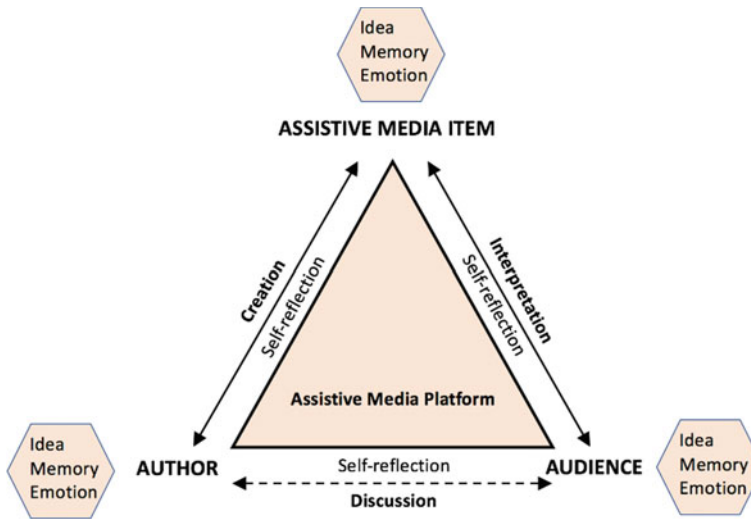 Idea
Memory
Emotion
ASSISTIVE MEDIA ITEM
Creation
Self-reflection
Interpretation
Self-reflection
Assistive Media Platform
Idea
Memory
Emotion
AUTHOR
Self-reflection
Discussion
AUDIENCE
Idea
Memory
Emotion